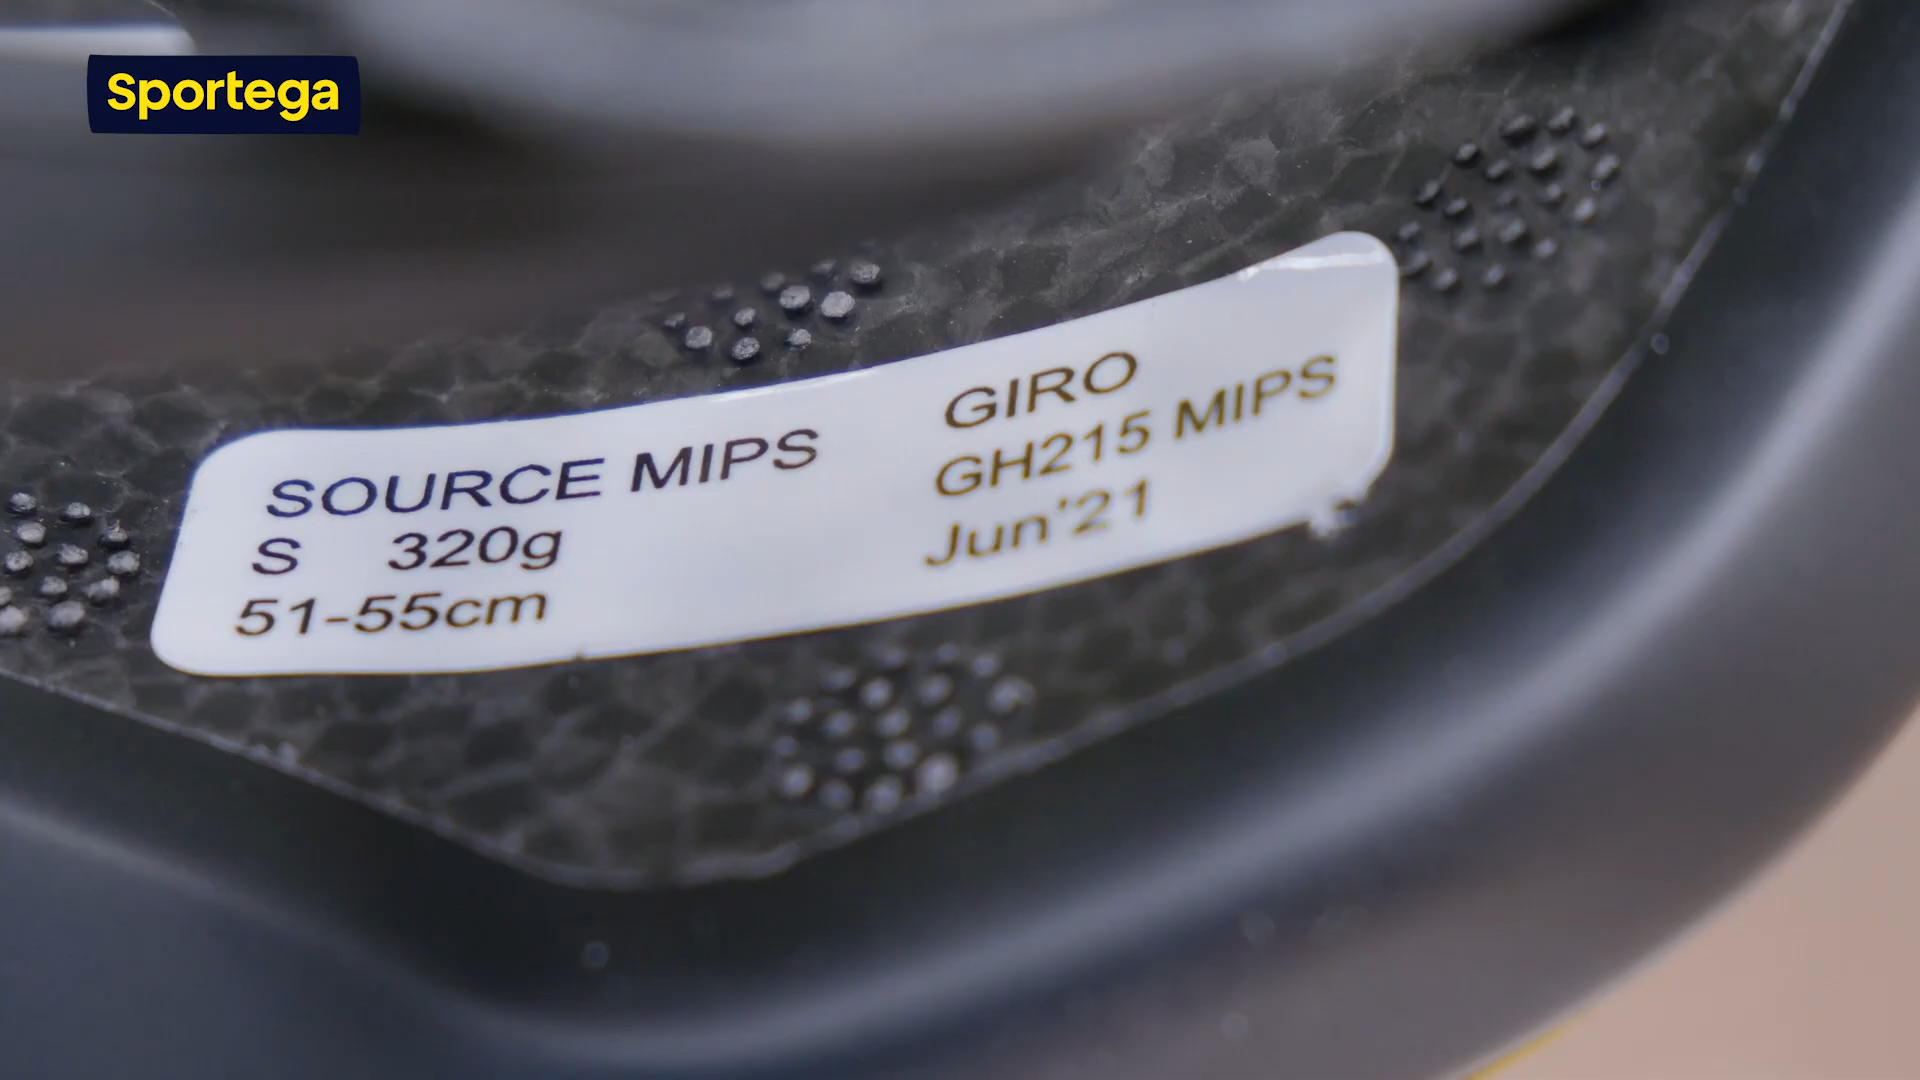 Sportega
SOURCE MIPS
S 320g
51-55cm
GIRO
GH215 MIPS
Jun'21